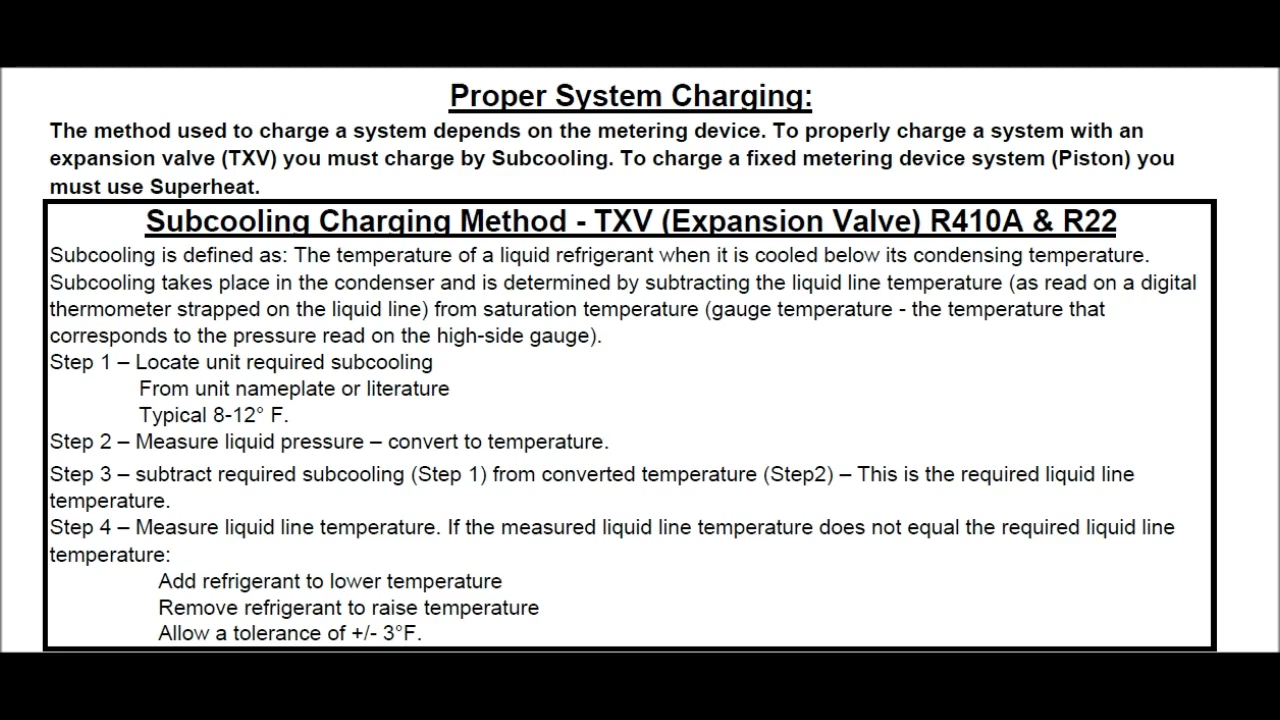 Proper System Charging:
The method used to charge a system depends on the metering device. To properly charge a system with an
expansion valve (TXV) you must charge by Subcooling. To charge a fixed metering device system (Piston) you
must use Superheat.
Subcooling Charging Method - TXV (Expansion Valve) R410A & R22
Subcooling is defined as: The temperature of a liquid refrigerant when it is cooled below its condensing temperature.
Subcooling takes place in the condenser and is determined by subtracting the liquid line temperature (as read on a digital
thermometer strapped on the liquid line) from saturation temperature (gauge temperature - the temperature that
corresponds to the pressure read on the high-side gauge).
Step 1 – Locate unit required subcooling
From unit nameplate or literature
Typical 8-12° F.
Step 2 – Measure liquid pressure – convert to temperature.
Step 3 – subtract required subcooling (Step 1) from converted temperature (Step2) – This is the required liquid line
temperature.
Step 4 – Measure liquid line temperature. If the measured liquid line temperature does not equal the required liquid line
temperature:
Add refrigerant to lower temperature
Remove refrigerant to raise temperature
Allow a tolerance of +/- 3°F.